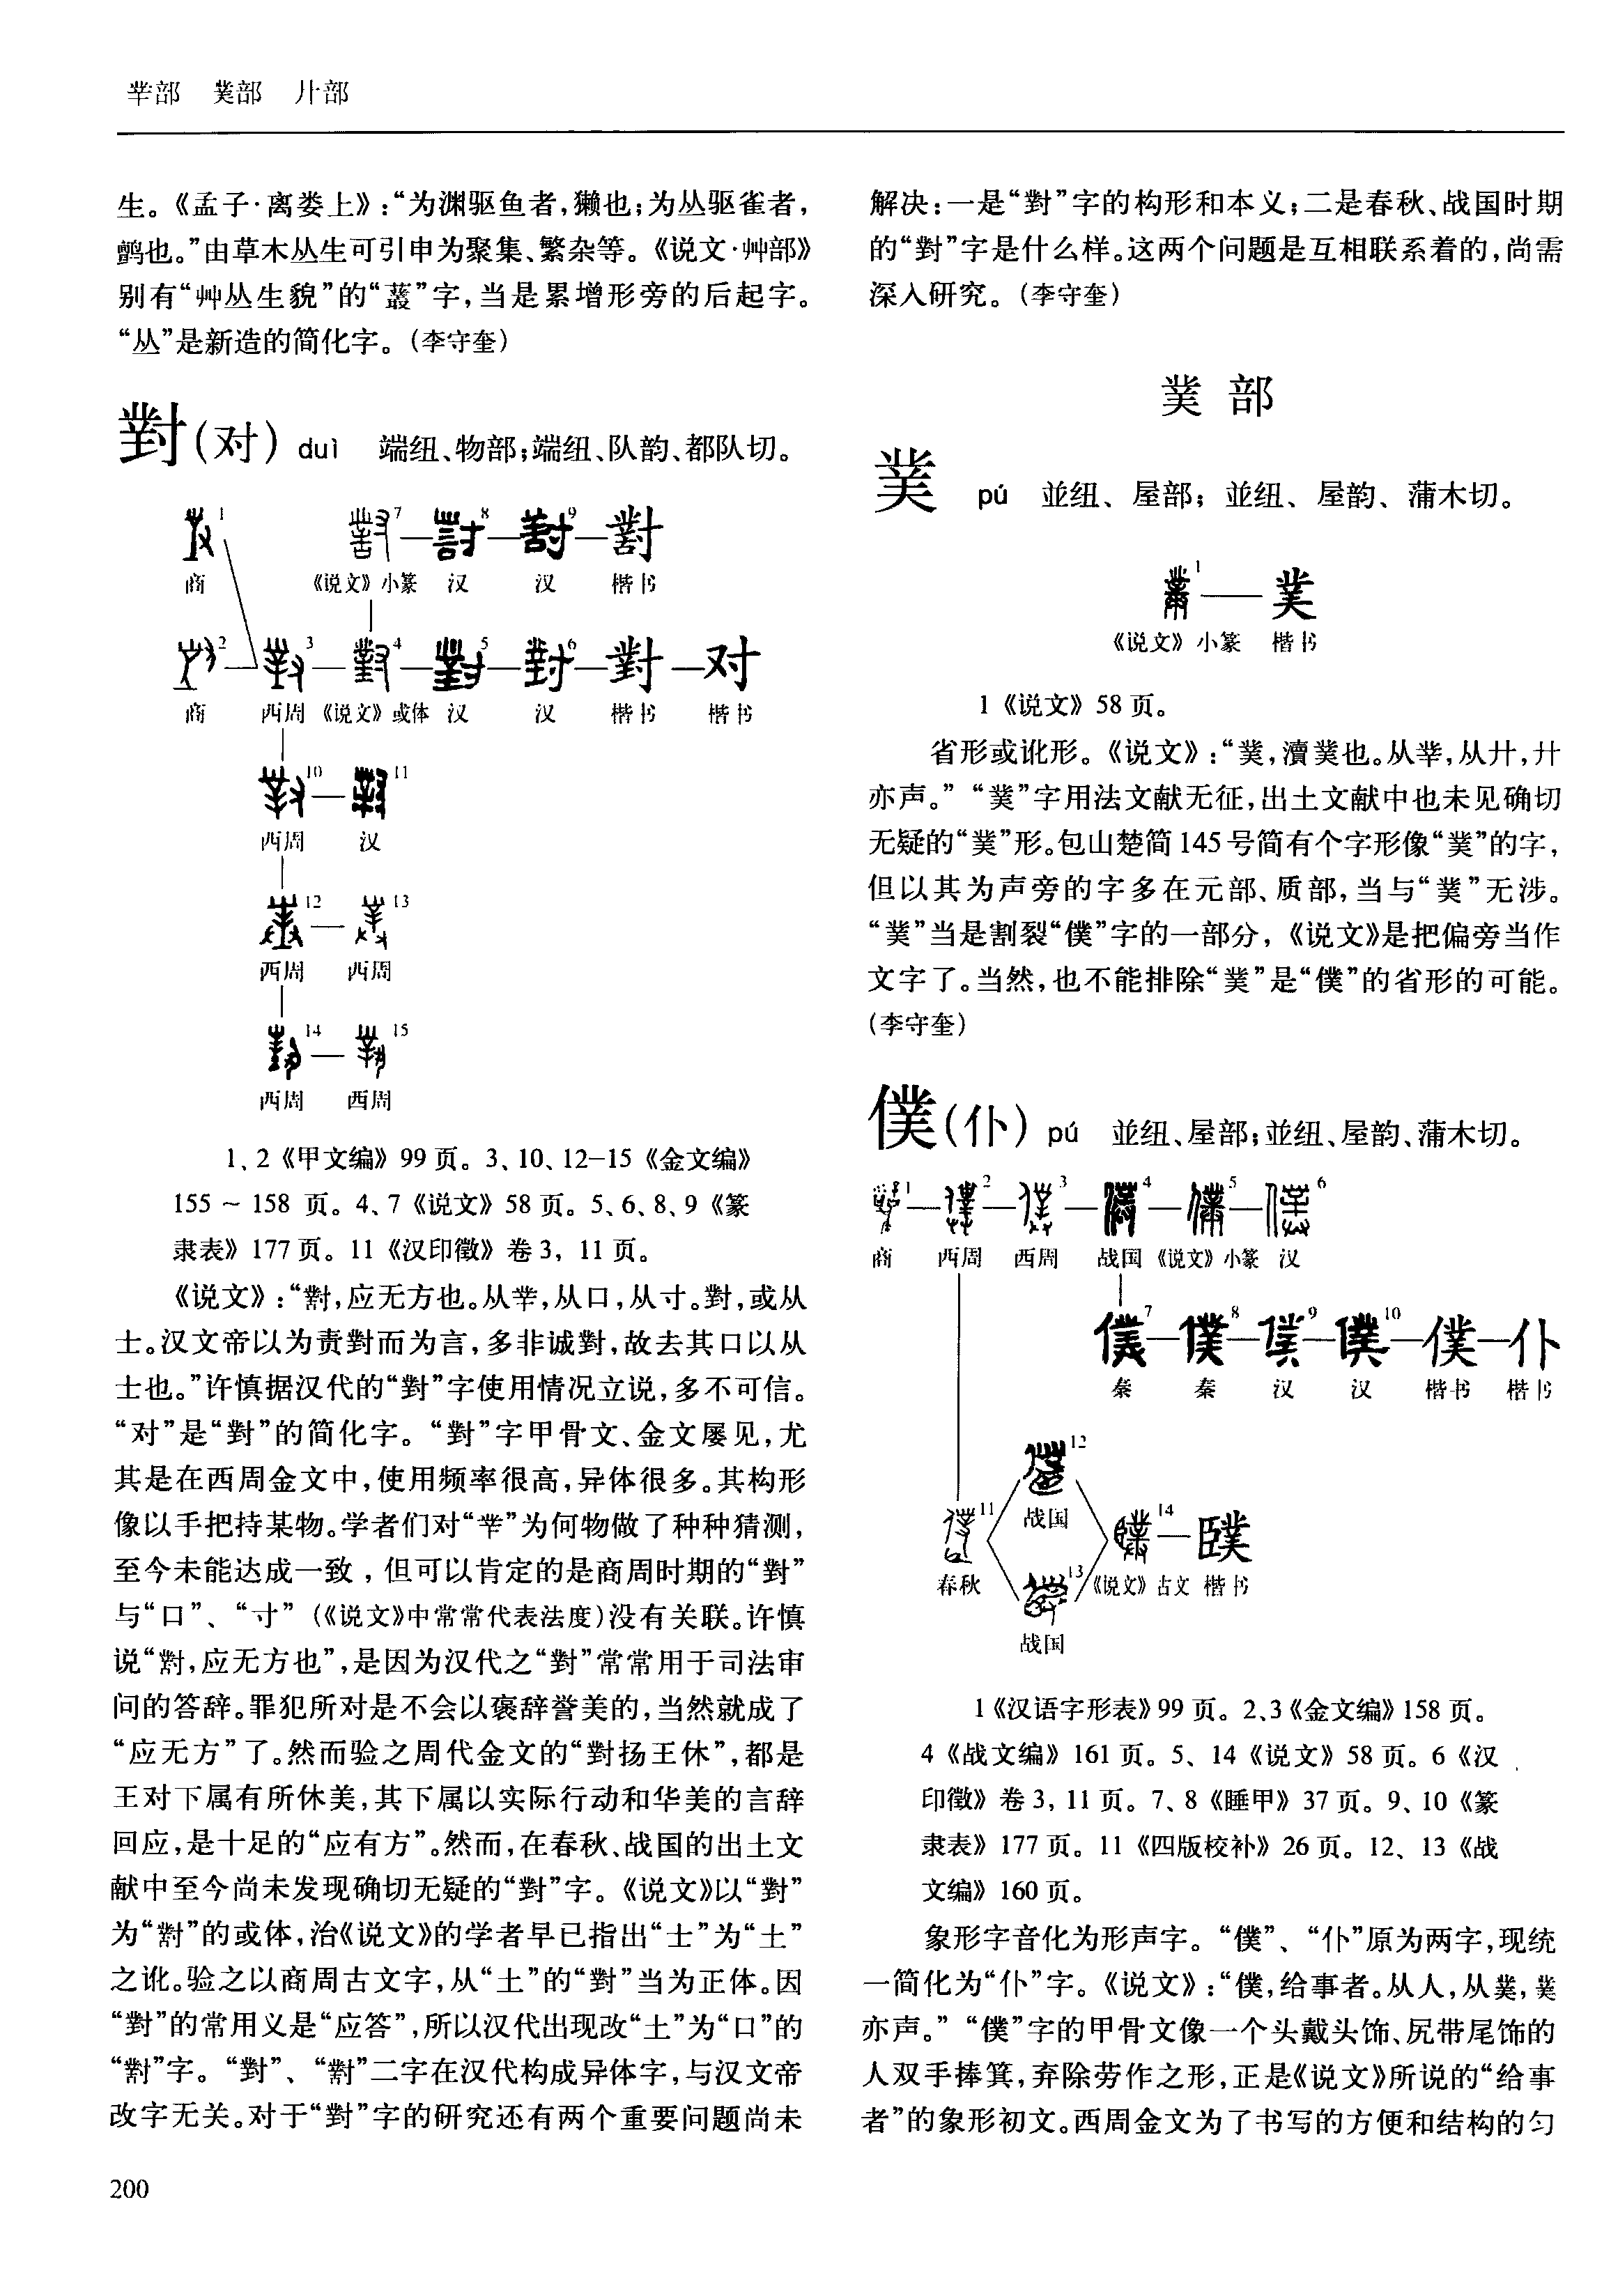 丵部　菐部　廾部
生。《孟子·离娄上》：“为渊驱鱼者，獭也；为丛驱雀者，
鹯也。”由草木丛生可引申为聚集、繁杂等。《说文·艸部》
别有“艸丛生貌”的“藂”字，当是累增形旁的后起字。
“丛”是新造的简化字。（李守奎）
對（对）duì　端纽、物部；端纽、队韵、都队切。
1　7　8　9　對
商　《说文》小篆　汉　汉　楷书
2　3　4　5　6　對　对
商　西周　《说文》或体　汉　汉　楷书　楷书
10　11
西周　汉
12　13
西周　西周
14　15
西周　西周
1、2《甲文编》99页。3、10、12—15《金文编》
155～158页。4、7《说文》58页。5、6、8、9《篆
隶表》177页。11《汉印徵》卷3，11页。
《说文》：“對，应无方也。从丵，从口，从寸。對，或从
士。汉文帝以为责對而为言，多非诚對，故去其口以从
士也。”许慎据汉代的“對”字使用情况立说，多不可信。
“对”是“對”的简化字。“對”字甲骨文、金文屡见，尤
其是在西周金文中，使用频率很高，异体很多。其构形
像以手把持某物。学者们对“丵”为何物做了种种猜测，
至今未能达成一致，但可以肯定的是商周时期的“對”
与“口”、“寸”（《说文》中常常代表法度）没有关联。许慎
说“對，应无方也”，是因为汉代之“對”常常用于司法审
问的答辞。罪犯所对是不会以褒辞誉美的，当然就成了
“应无方”了。然而验之周代金文的“對扬王休”，都是
王对下属有所休美，其下属以实际行动和华美的言辞
回应，是十足的“应有方”。然而，在春秋、战国的出土文
献中至今尚未发现确切无疑的“對”字。《说文》以“對”
为“對”的或体，治《说文》的学者早已指出“士”为“土”
之讹。验之以商周古文字，从“土”的“對”当为正体。因
“對”的常用义是“应答”，所以汉代出现改“土”为“口”的
“對”字。“對”、“對”二字在汉代构成异体字，与汉文帝
改字无关。对于“對”字的研究还有两个重要问题尚未
200
解决：一是“對”字的构形和本义；二是春秋、战国时期
的“對”字是什么样。这两个问题是互相联系着的，尚需
深入研究。（李守奎）
菐部
菐　pú　並纽、屋部；並纽、屋韵、蒲木切。
1　菐
《说文》小篆　楷书
1《说文》58页。
省形或讹形。《说文》：“菐，瀆菐也。从丵，从廾，廾
亦声。”“菐”字用法文献无征，出土文献中也未见确切
无疑的“菐”形。包山楚简145号简有个字形像“菐”的字，
但以其为声旁的字多在元部、质部，当与“菐”无涉。
“菐”当是割裂“僕”字的一部分，《说文》是把偏旁当作
文字了。当然，也不能排除“菐”是“僕”的省形的可能。
（李守奎）
僕（仆）pú　並纽、屋部；並纽、屋韵、蒲木切。
1　2　3　4　5　6
商　西周　西周　战国　《说文》小篆　汉
7　8　9　10　僕　仆
秦　秦　汉　汉　楷书　楷书
12
11　战国　14
春秋　13　《说文》古文　楷书
战国
1《汉语字形表》99页。2、3《金文编》158页。
4《战文编》161页。5、14《说文》58页。6《汉
印徵》卷3，11页。7、8《睡甲》37页。9、10《篆
隶表》177页。11《四版校补》26页。12、13《战
文编》160页。
象形字音化为形声字。“僕”、“仆”原为两字，现统
一简化为“仆”字。《说文》：“僕，给事者。从人，从菐，菐
亦声。”“僕”字的甲骨文像一个头戴头饰、尻带尾饰的
人双手捧箕，弃除劳作之形，正是《说文》所说的“给事
者”的象形初文。西周金文为了书写的方便和结构的匀